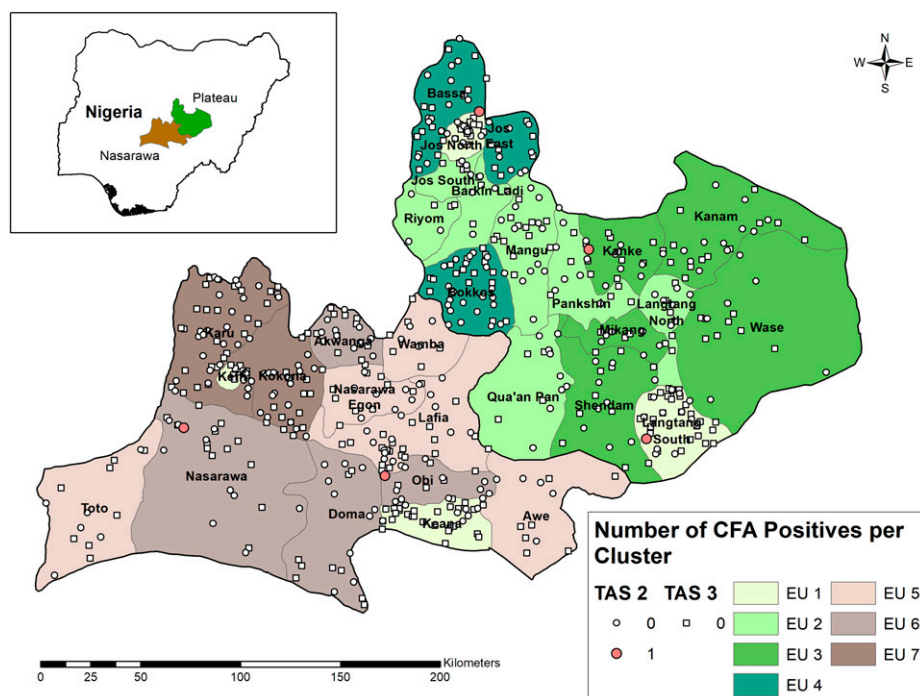 Nigeria
Plateau
Nasarawa
N
W E
S
Bassa
Jos North
Jos East
Jos South
Barkin Ladi
Riyom
Mangu
Kanke
Kanam
Bokkos
Pankshin
Langtang North
Mikang
Wase
Karu
Akwanga
Wamba
Keffi
Kokona
Nasarawa Egon
Lafia
Qua'an Pan
Shendam
Langtang South
Nasarawa
Obi
Toto
Doma
Keana
Awe
Number of CFA Positives per
Cluster
TAS 2 TAS 3
0 0
1
EU 1 EU 5
EU 2 EU 6
EU 3 EU 7
EU 4
Kilometers
0 25 50 100 150 200